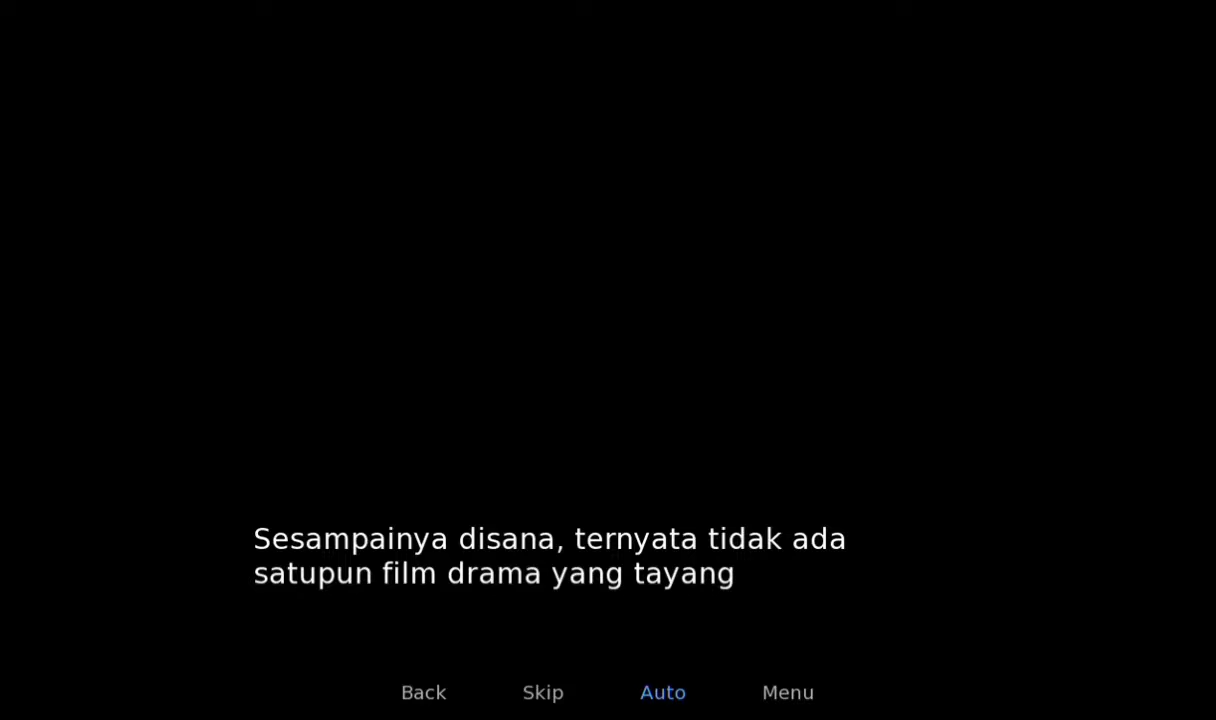 Sesampainya disana, ternyata tidak ada
satupun film drama yang tayang
Back Skip Auto Menu